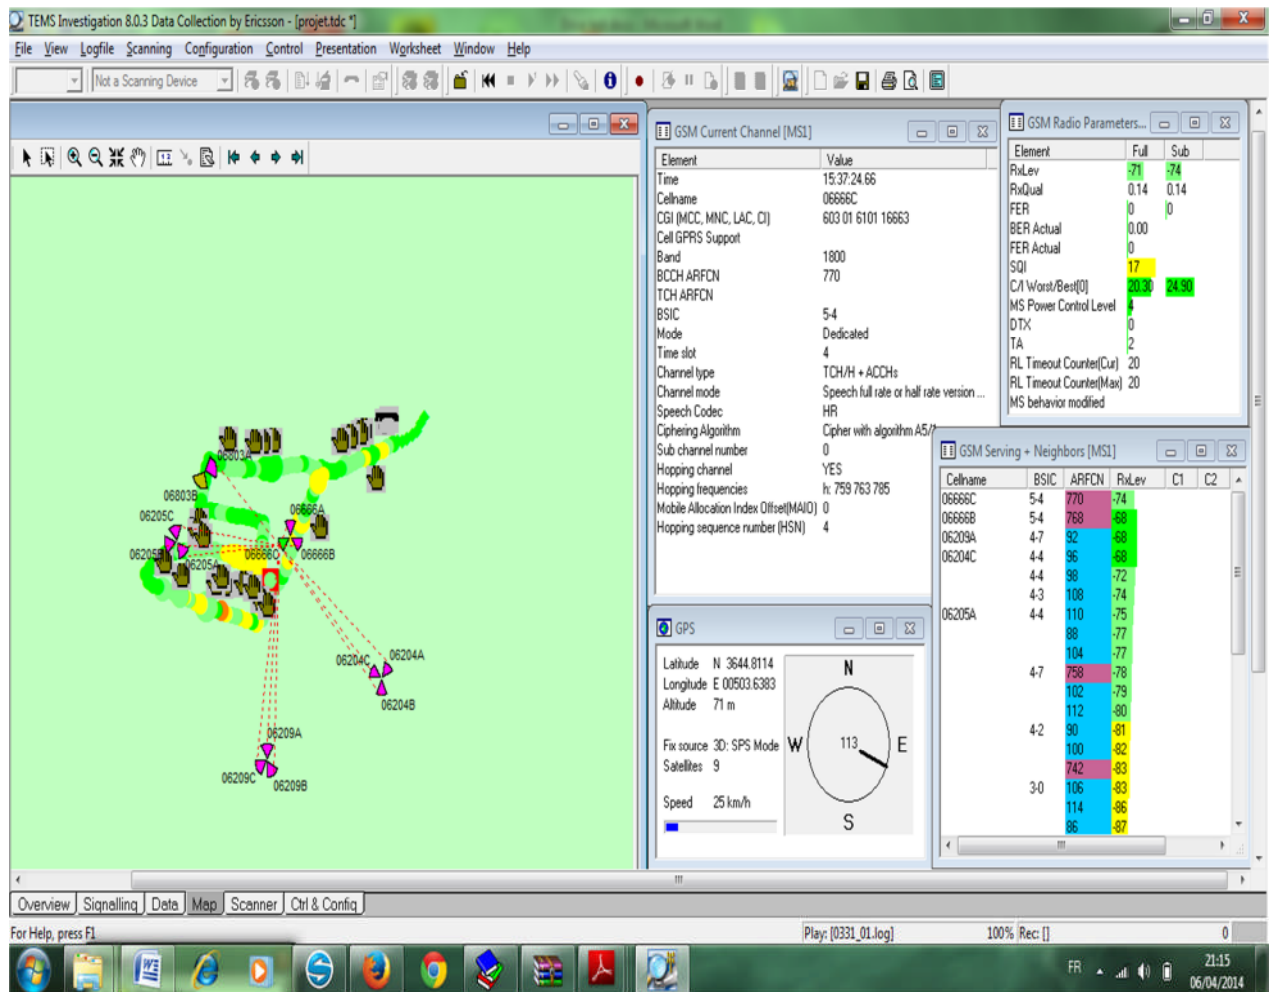 TEMS Investigation 8.0.3 Data Collection by Ericsson - [projet.tdc *]
File View Logfile Scanning Configuration Control Presentation Worksheet Window Help
Not a Scanning Device
GSM Current Channel [MS1]
Element Value
Time 15:37:24.66
Cellname 06666C
CGI (MCC, MNC, LAC, CI) 603 01 6101 16663
Cell GPRS Support
Band 1800
BCCH ARFCN 770
TCH ARFCN
BSIC 5-4
Mode Dedicated
Time slot 4
Channel type TCH/H + ACCHs
Channel mode Speech full rate or half rate version ...
Speech Codec HR
Ciphering Algorithm Cipher with algorithm A5/
Sub channel number 0
Hopping channel YES
Hopping frequencies h: 759 763 785
Mobile Allocation Index Offset(MAIO) 0
Hopping sequence number (HSN) 4
GSM Radio Parameters...
Element Full Sub
RxLev -71 -74
RxQual 0.14 0.14
FER 0 0
BER Actual 0.00
FER Actual 0
SQI 17
C/I Worst/Best[0] 20.30 24.90
MS Power Control Level 4
DTX 0
TA 2
RL Timeout Counter(Cur) 20
RL Timeout Counter(Max) 20
MS behavior modified
GSM Serving + Neighbors [MS1]
Cellname BSIC ARFCN RxLev C1 C2
06666C 5-4 770 -74
06666B 5-4 768 -68
06209A 4-7 92 -68
06204C 4-4 96 -68
4-4 98 -72
4-3 108 -74
06205A 4-4 110 -75
88 -77
104 -77
4-7 758 -78
102 -79
112 -80
4-2 90 -81
100 -82
742 -83
3-0 106 -83
114 -86
86 -87
GPS
Latitude N 3644.8114
Longitude E 00503.6383
Altitude 71 m
Fix source 3D: SPS Mode
Satellites 9
Speed 25 km/h
N
W 113 E
S
06803A
06803B
06205C
06666A
06205B
06205A
06666C
06666B
06204C
06204A
06204B
06209A
06209C
06209B
Overview Signalling Data Map Scanner Ctrl & Config
For Help, press F1
Play: [0331_01.log] 100% Rec: [] 0
FR
21:15
06/04/2014